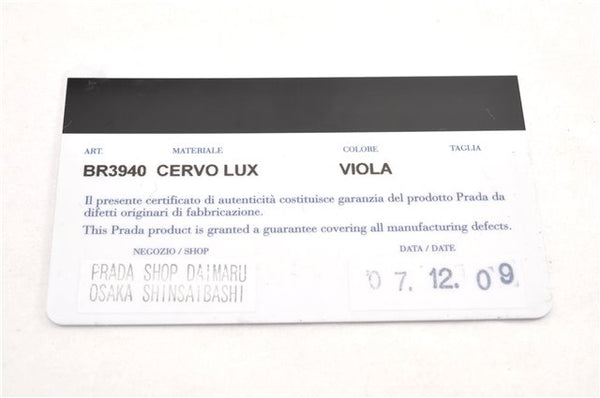 ART. MATERIALE COLORE TAGLIA
BR3940 CERVO LUX VIOLA
Il presente certificato di autenticità costituisce garanzia del prodotto Prada da
difetti originari di fabbricazione.
This Prada product is granted a guarantee covering all manufacturing defects.
NEGOZIO / SHOP DATA / DATE
PRADA SHOP DAIMARU 07.12.09
OSAKA SHINSAIBASHI